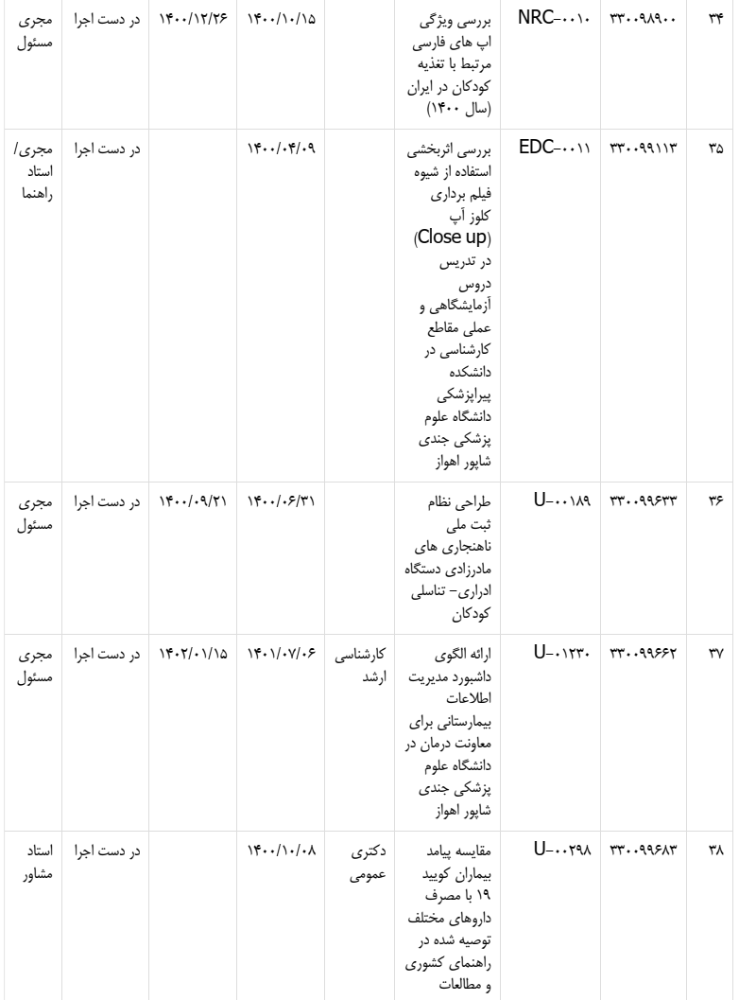 ۳۴ ۳۳۰۰۹۸۹۰۰ NRC-۰۰۱۰ بررسی ویژگی ۱۴۰۰/۱۰/۱۵ ۱۴۰۰/۱۲/۲۶ در دست اجرا مجری
اپ های فارسی مسئول
مرتبط با تغذیه
کودکان در ایران
(سال ۱۴۰۰)
۳۵ ۳۳۰۰۹۹۱۱۳ EDC-۰۰۱۱ بررسی اثربخشی ۱۴۰۰/۰۴/۰۹ در دست اجرا مجری/
استفاده از شیوه استاد
فیلم برداری راهنما
کلوز آپ
(Close up)
در تدریس
دروس
آزمایشگاهی و
عملی مقاطع
کارشناسی در
دانشکده
پیراپزشکی
دانشگاه علوم
پزشکی جندی
شاپور اهواز
۳۶ ۳۳۰۰۹۹۶۳۳ U-۰۰۱۸۹ طراحی نظام ۱۴۰۰/۰۶/۳۱ ۱۴۰۰/۰۹/۲۱ در دست اجرا مجری
ثبت ملی مسئول
ناهنجاری های
مادرزادی دستگاه
ادراری- تناسلی
کودکان
۳۷ ۳۳۰۰۹۹۶۶۲ U-۰۱۲۳۰ ارائه الگوی کارشناسی ۱۴۰۱/۰۷/۰۶ ۱۴۰۲/۰۱/۱۵ در دست اجرا مجری
داشبورد مدیریت ارشد مسئول
اطلاعات
بیمارستانی برای
معاونت درمان در
دانشگاه علوم
پزشکی جندی
شاپور اهواز
۳۸ ۳۳۰۰۹۹۶۸۳ U-۰۰۲۹۸ مقایسه پیامد دکتری ۱۴۰۰/۱۰/۰۸ در دست اجرا استاد
بیماران کووید عمومی مشاور
۱۹ با مصرف
داروهای مختلف
توصیه شده در
راهنمای کشوری
و مطالعات